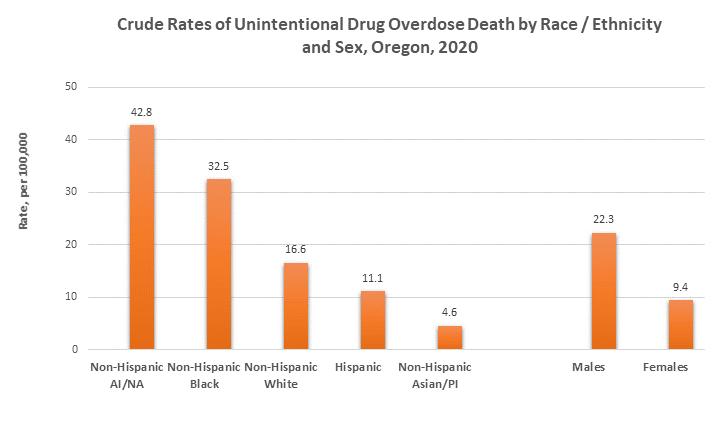 Crude Rates of Unintentional Drug Overdose Death by Race / Ethnicity
and Sex, Oregon, 2020
Rate, per 100,000
50
40
30
20
10
0
42.8
32.5
16.6
11.1
4.6
22.3
9.4
Non-Hispanic
AI/NA
Non-Hispanic
Black
Non-Hispanic
White
Hispanic
Non-Hispanic
Asian/PI
Males
Females